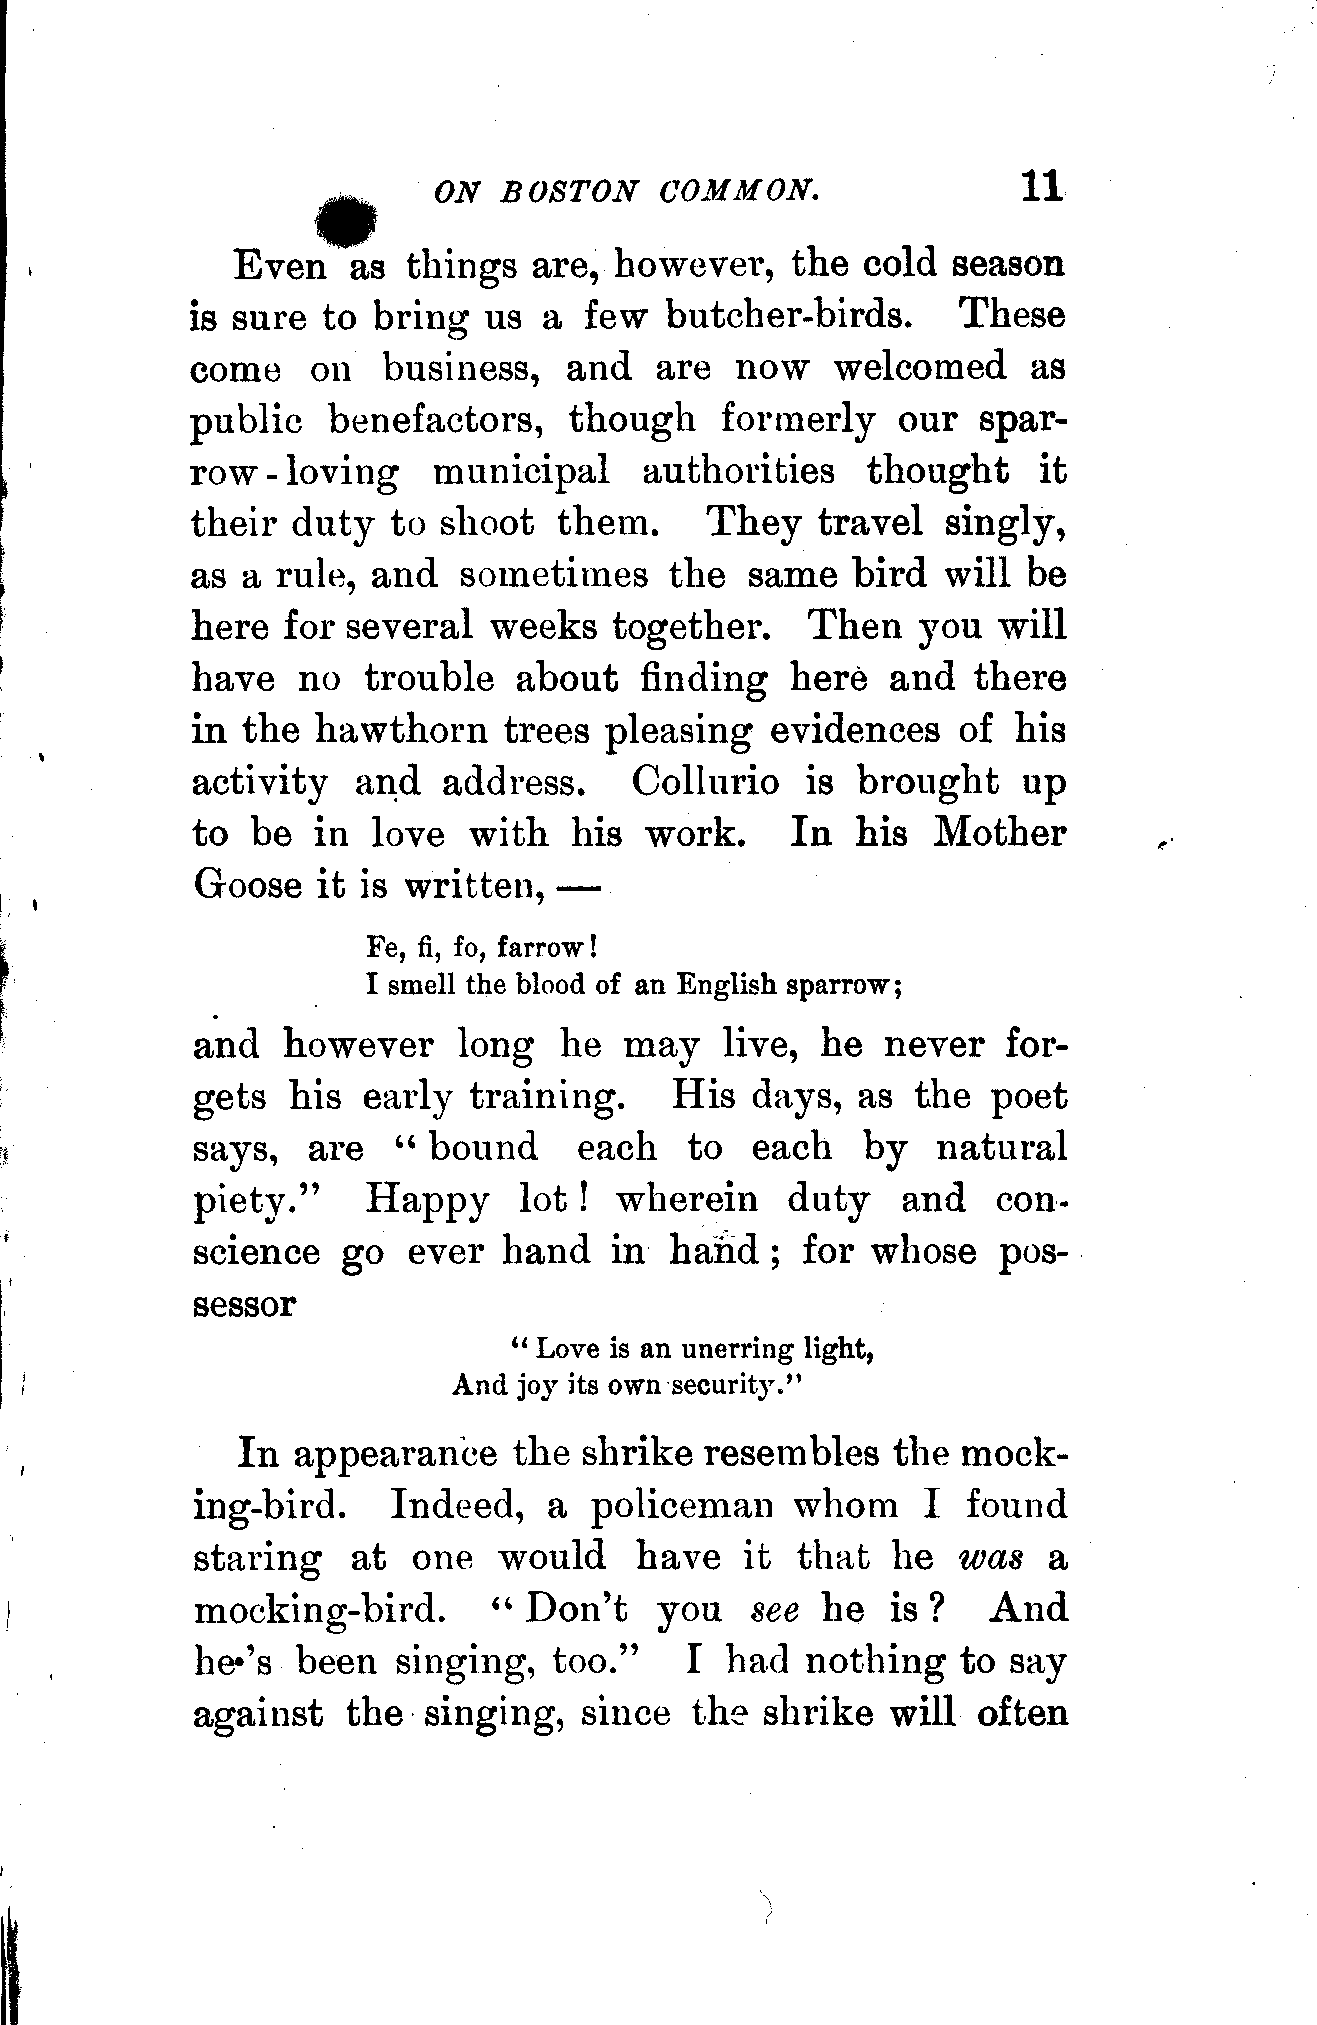 ON BOSTON COMMON. 11
Even as things are, however, the cold season
is sure to bring us a few butcher-birds. These
come on business, and are now welcomed as
public benefactors, though formerly our spar-
row-loving municipal authorities thought it
their duty to shoot them. They travel singly,
as a rule, and sometimes the same bird will be
here for several weeks together. Then you will
have no trouble about finding here and there
in the hawthorn trees pleasing evidences of his
activity and address. Collurio is brought up
to be in love with his work. In his Mother
Goose it is written, —
Fe, fi, fo, farrow!
I smell the blood of an English sparrow;
and however long he may live, he never for-
gets his early training. His days, as the poet
says, are “bound each to each by natural
piety.” Happy lot! wherein duty and con-
science go ever hand in hand; for whose pos-
sessor
“Love is an unerring light,
And joy its own security.”
In appearance the shrike resembles the mock-
ing-bird. Indeed, a policeman whom I found
staring at one would have it that he was a
mocking-bird. “Don’t you see he is? And
he’s been singing, too.” I had nothing to say
against the singing, since the shrike will often